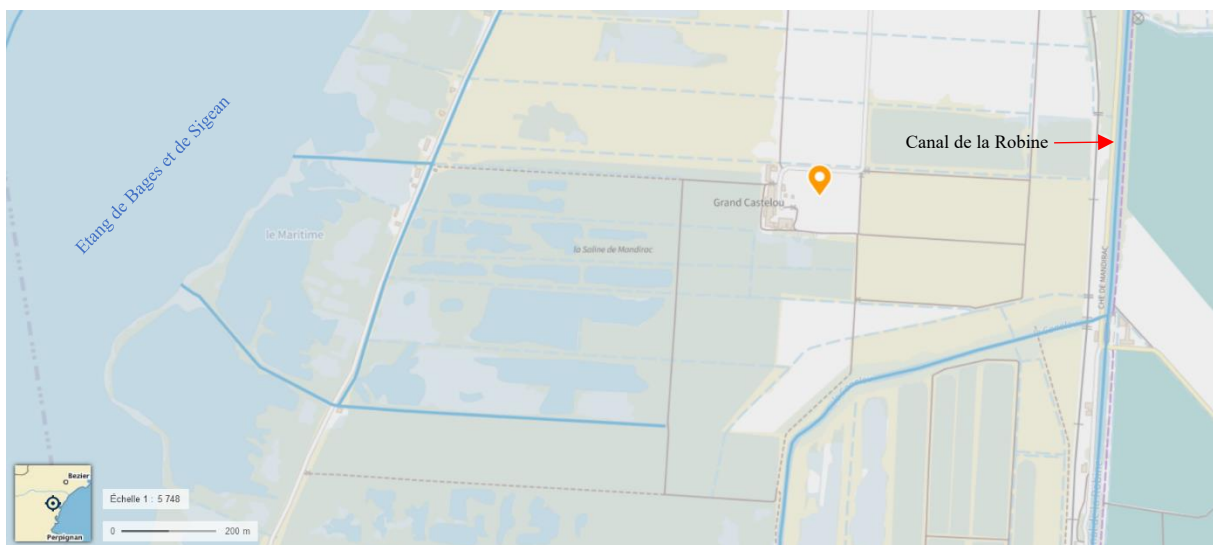 Etang de Bages et de Sigean
le Maritime
la Saline de Mandirac
Grand Castelou
Canal de la Robine
CHE DE MANDIRAC
Bezier
Perpignan
Échelle 1 : 5 748
0
200 m